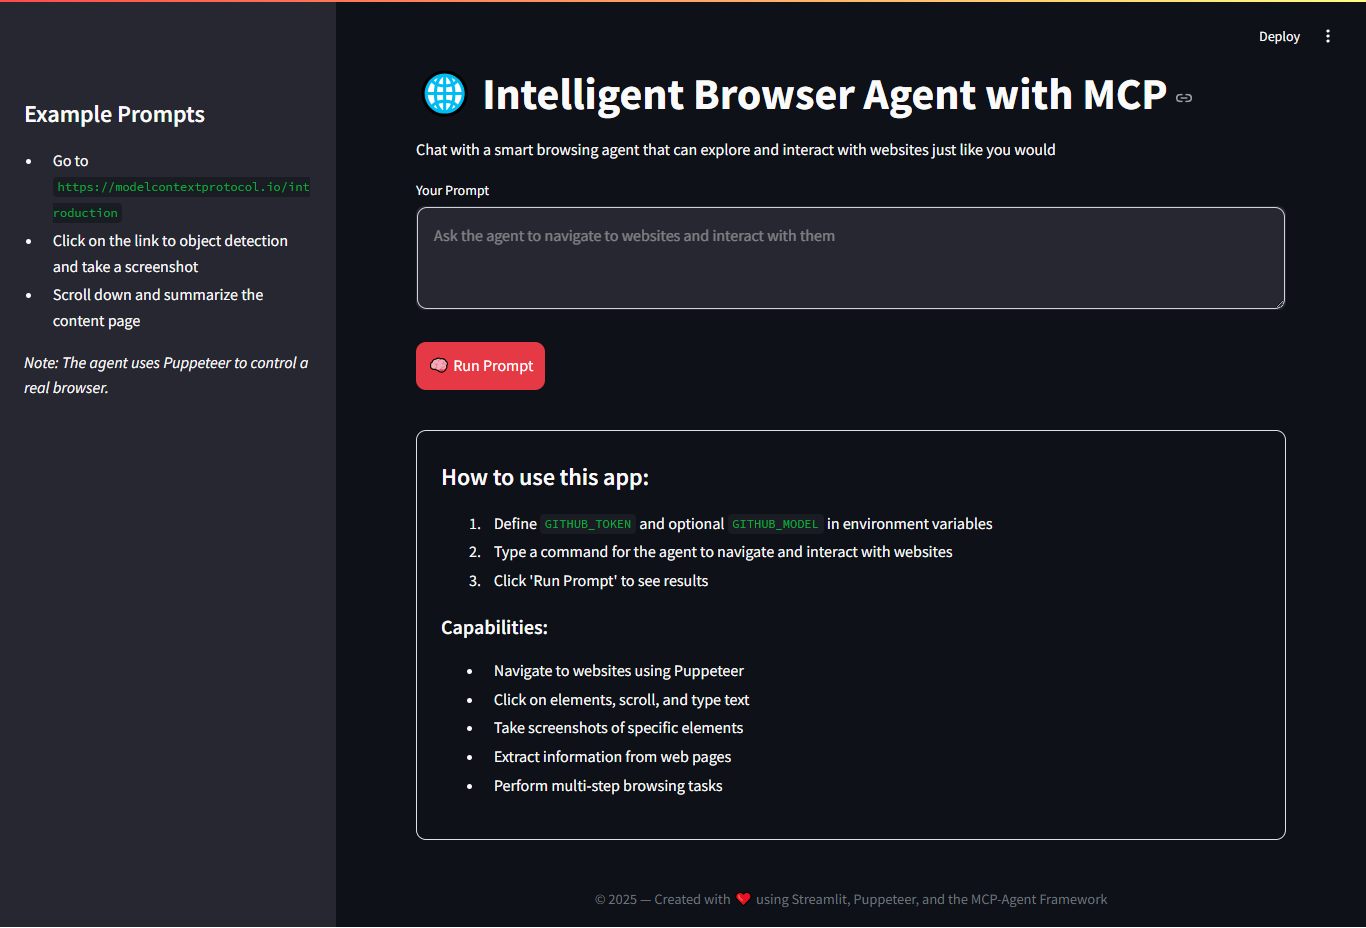 Deploy
Example Prompts
• Go to
https://modelcontextprotocol.io/int
roduction
• Click on the link to object detection
and take a screenshot
• Scroll down and summarize the
content page
Note: The agent uses Puppeteer to control a
real browser.
Intelligent Browser Agent with MCP
Chat with a smart browsing agent that can explore and interact with websites just like you would
Your Prompt
Ask the agent to navigate to websites and interact with them
Run Prompt
How to use this app:
1. Define GITHUB_TOKEN and optional GITHUB_MODEL in environment variables
2. Type a command for the agent to navigate and interact with websites
3. Click 'Run Prompt' to see results
Capabilities:
• Navigate to websites using Puppeteer
• Click on elements, scroll, and type text
• Take screenshots of specific elements
• Extract information from web pages
• Perform multi-step browsing tasks
© 2025 — Created with ❤️ using Streamlit, Puppeteer, and the MCP-Agent Framework